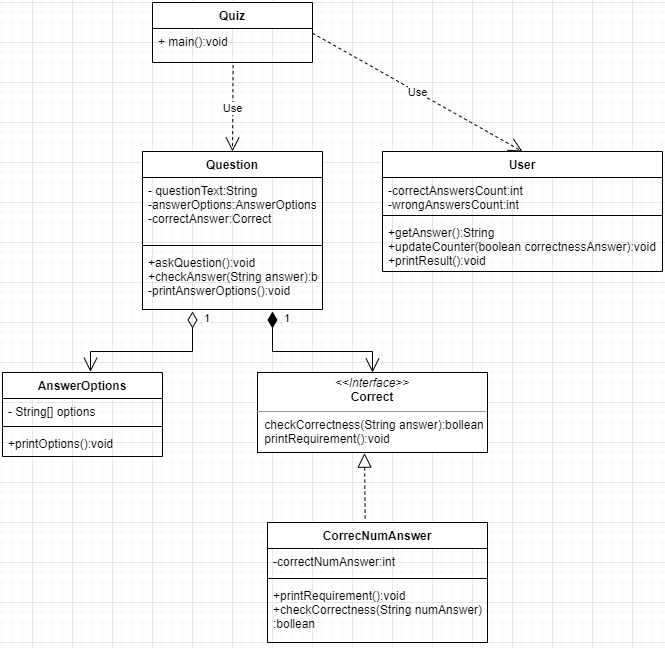 Quiz
+ main():void
Use
Use
Question
- questionText:String
-answerOptions:AnswerOptions
-correctAnswer:Correct
+askQuestion():void
+checkAnswer(String answer):b
-printAnswerOptions():void
User
-correctAnswersCount:int
-wrongAnswersCount:int
+getAnswer():String
+updateCounter(boolean correctnessAnswer):void
+printResult():void
1
1
AnswerOptions
- String[] options
+printOptions():void
<<Interface>>
Correct
checkCorrectness(String answer):bollean
printRequirement():void
CorrecNumAnswer
-correctNumAnswer:int
+printRequirement():void
+checkCorrectness(String numAnswer)
:bollean